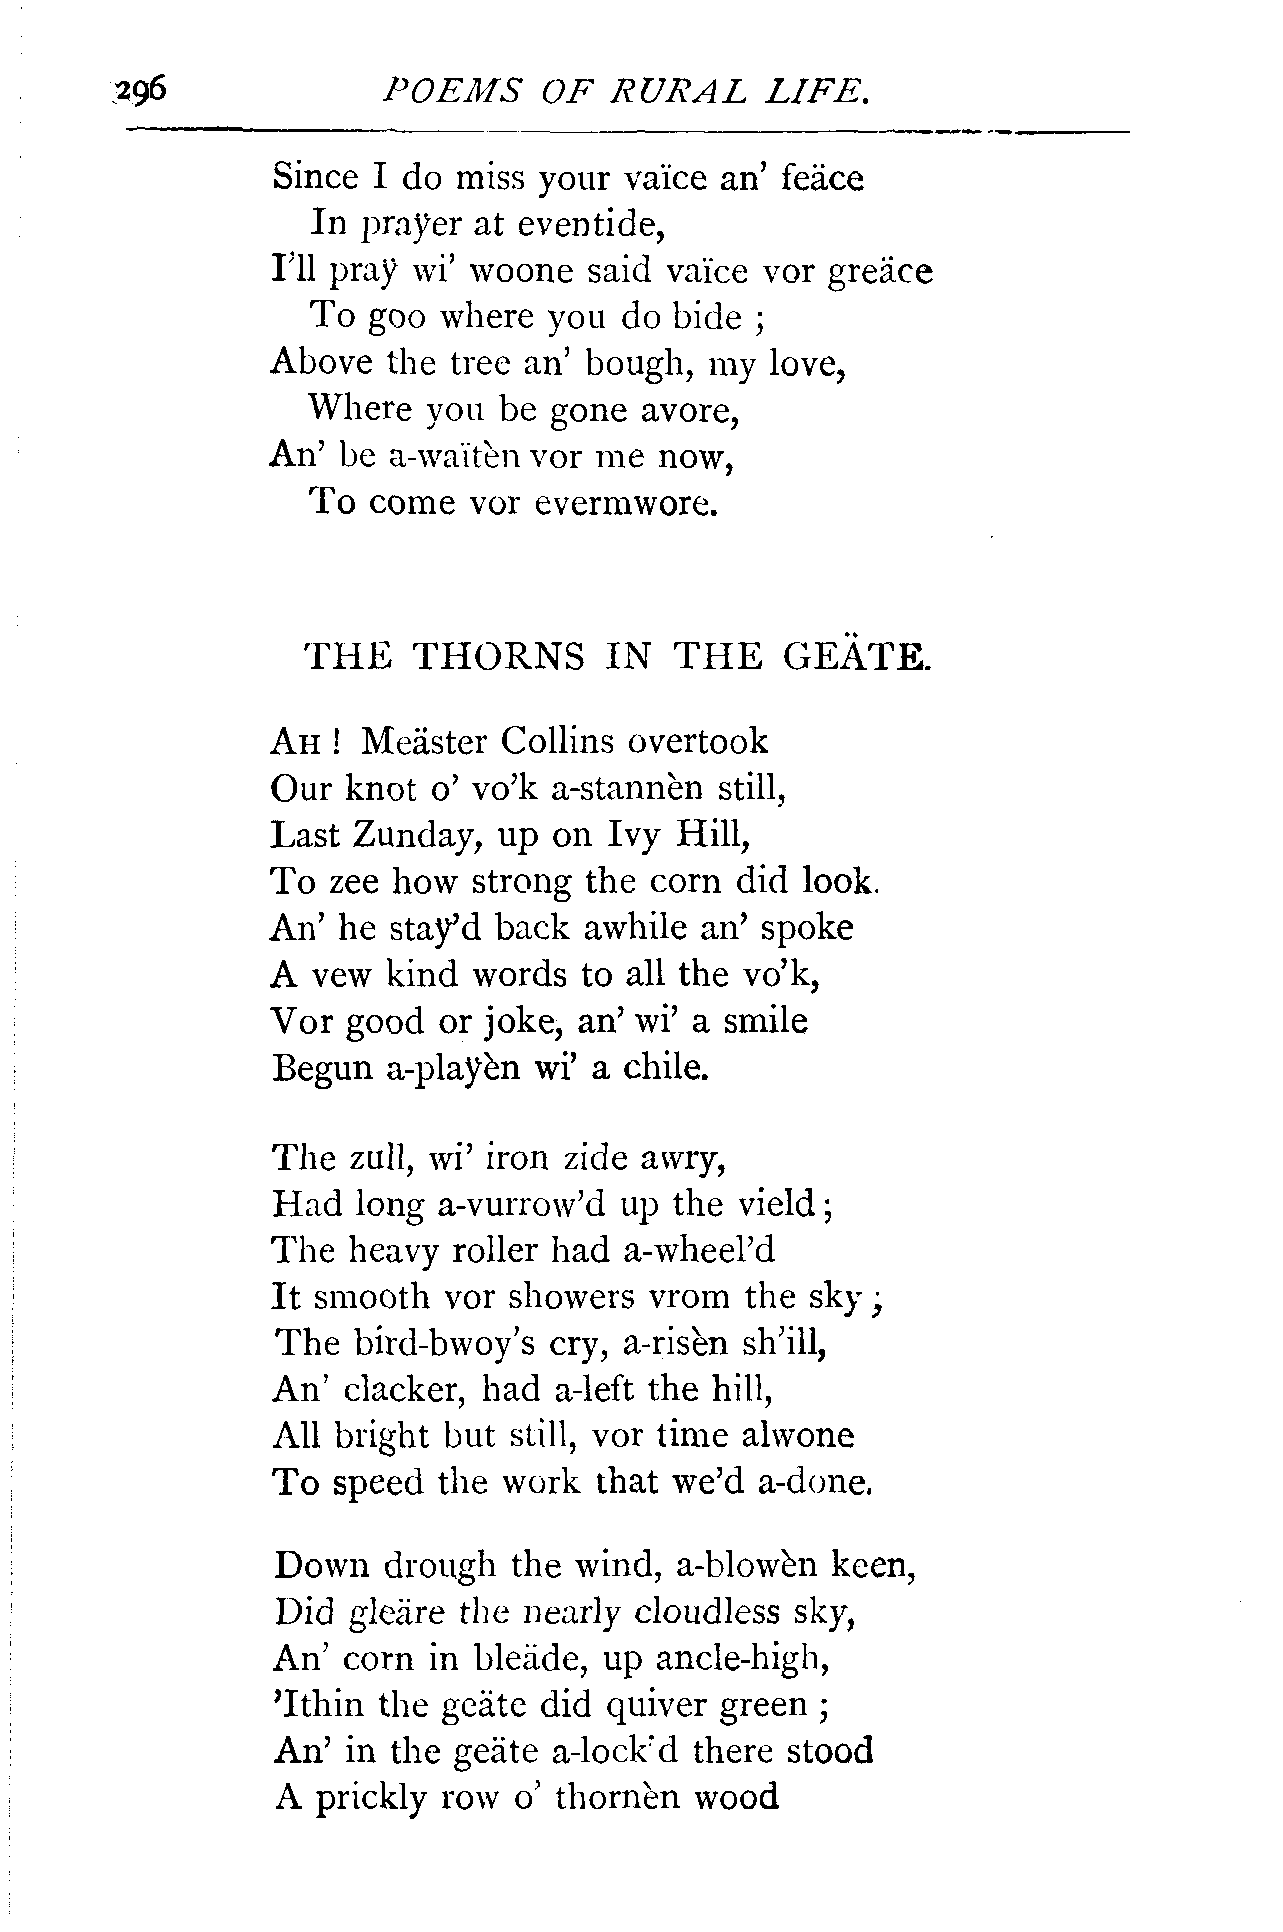 296 POEMS OF RURAL LIFE.
Since I do miss your vaïce an' feäce
In praÿer at eventide,
I'll praÿ wi' woone said vaïce vor greäce
To goo where you do bide ;
Above the tree an' bough, my love,
Where you be gone avore,
An' be a-waïtèn vor me now,
To come vor evermwore.
THE THORNS IN THE GEÄTE.
AH ! Meäster Collins overtook
Our knot o' vo'k a-stannèn still,
Last Zunday, up on Ivy Hill,
To zee how strong the corn did look.
An' he staÿ'd back awhile an' spoke
A vew kind words to all the vo'k,
Vor good or joke, an' wi' a smile
Begun a-plaÿèn wi' a chile.
The zull, wi' iron zide awry,
Had long a-vurrow'd up the vield ;
The heavy roller had a-wheel'd
It smooth vor showers vrom the sky ;
The bird-bwoy's cry, a-risèn sh'ill,
An' clacker, had a-left the hill,
All bright but still, vor time alwone
To speed the work that we'd a-done.
Down drough the wind, a-blowèn keen,
Did gleäre the nearly cloudless sky,
An' corn in bleäde, up ancle-high,
'Ithin the geäte did quiver green ;
An' in the geäte a-lock'd there stood
A prickly row o' thornèn wood